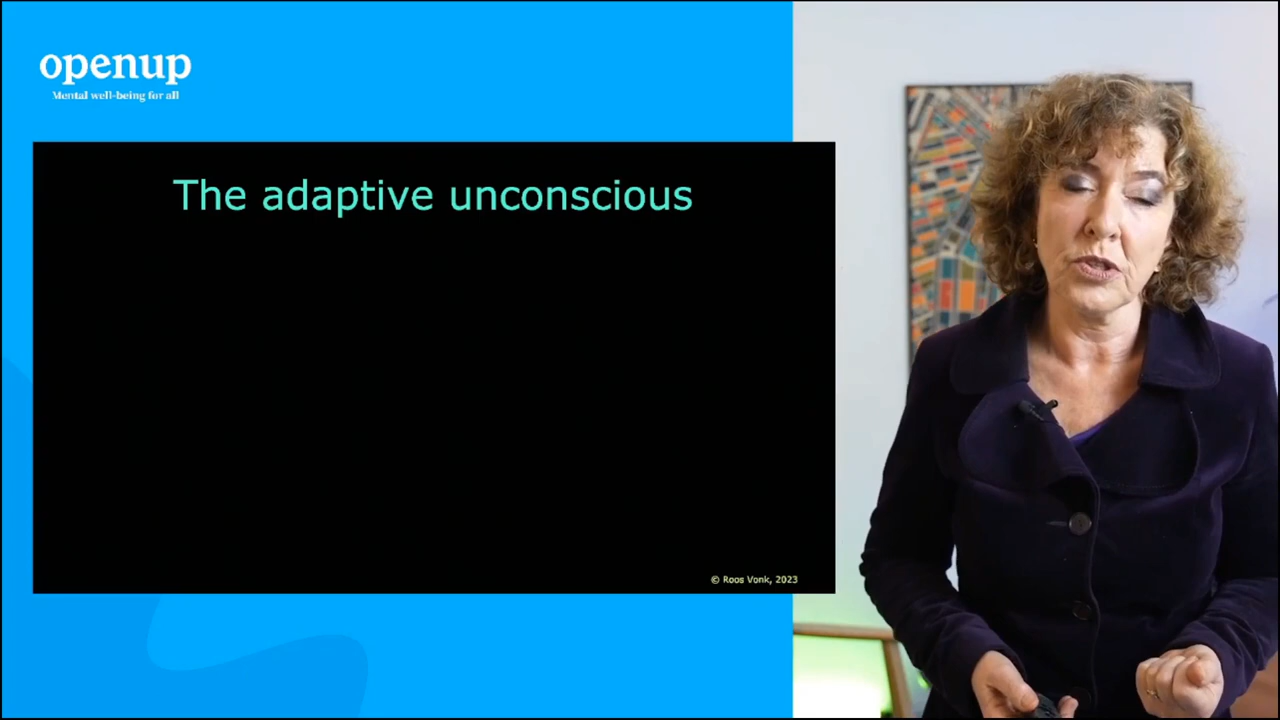 openup
Mental well-being for all
The adaptive unconscious
© Roos Vonk, 2023